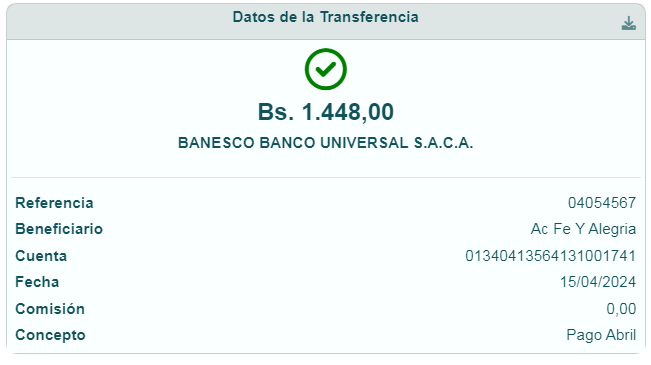 Datos de la Transferencia
Bs. 1.448,00
BANESCO BANCO UNIVERSAL S.A.C.A.
Referencia 04054567
Beneficiario Ac Fe Y Alegria
Cuenta 01340413564131001741
Fecha 15/04/2024
Comisión 0,00
Concepto Pago Abril